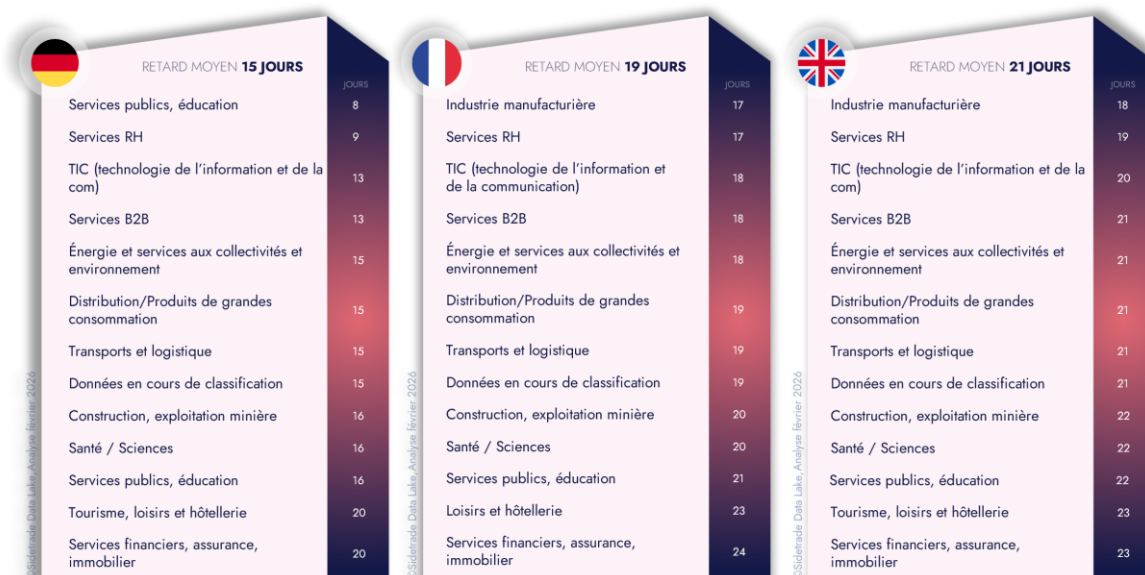 RETARD MOYEN 15 JOURS
JOURS
Services publics, éducation 8
Services RH 9
TIC (technologie de l'information et de la
com) 13
Services B2B 13
Énergie et services aux collectivités et
environnement 15
Distribution/Produits de grandes
consommation 15
Transports et logistique 15
Données en cours de classification 15
Construction, exploitation minière 16
Santé / Sciences 16
Services publics, éducation 16
Tourisme, loisirs et hôtellerie 20
Services financiers, assurance,
immobilier 20
©Sidetrade Data Lake, Analyse février 2026
RETARD MOYEN 19 JOURS
JOURS
Industrie manufacturière 17
Services RH 17
TIC (technologie de l'information et
de la communication) 18
Services B2B 18
Énergie et services aux collectivités et
environnement 18
Distribution/Produits de grandes
consommation 19
Transports et logistique 19
Données en cours de classification 19
Construction, exploitation minière 20
Santé / Sciences 20
Services publics, éducation 21
Loisirs et hôtellerie 23
Services financiers, assurance,
immobilier 24
©Sidetrade Data Lake, Analyse février 2026
RETARD MOYEN 21 JOURS
JOURS
Industrie manufacturière 18
Services RH 19
TIC (technologie de l'information et de la
com) 20
Services B2B 21
Énergie et services aux collectivités et
environnement 21
Distribution/Produits de grandes
consommation 21
Transports et logistique 21
Données en cours de classification 21
Construction, exploitation minière 22
Santé / Sciences 22
Services publics, éducation 22
Tourisme, loisirs et hôtellerie 23
Services financiers, assurance,
immobilier 23
©Sidetrade Data Lake, Analyse février 2026